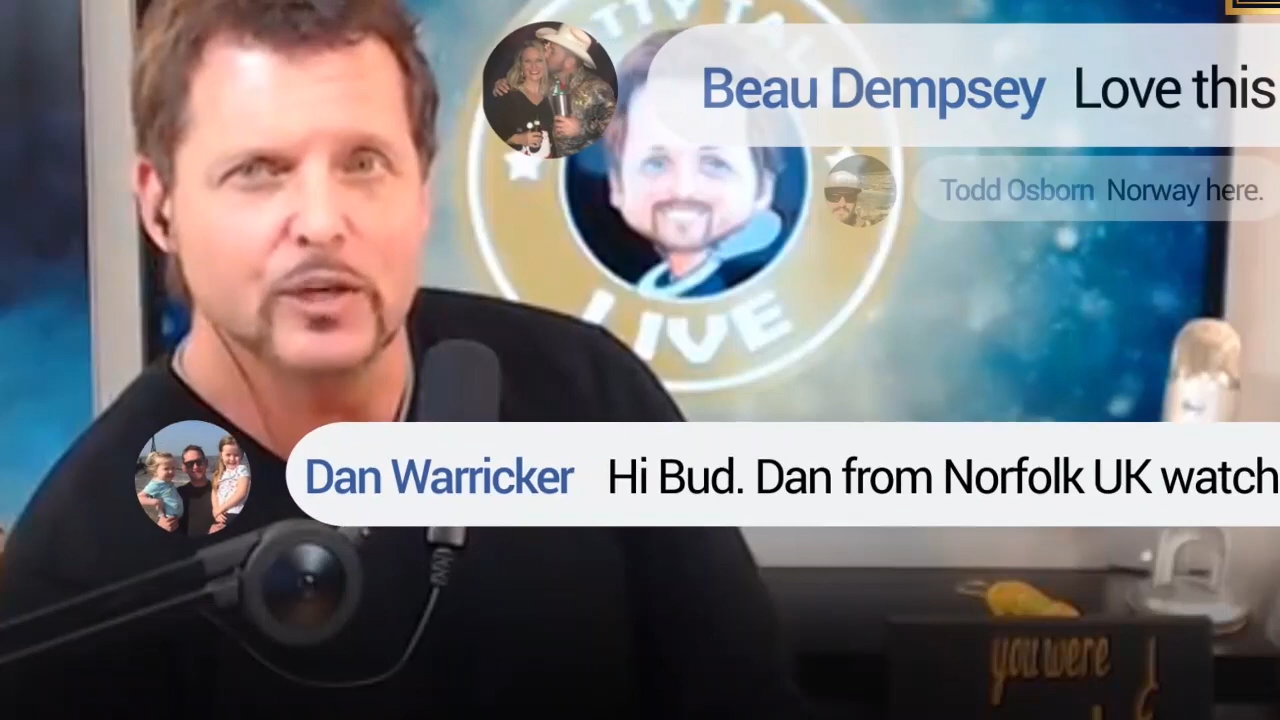 Beau Dempsey Love this
Todd Osborn Norway here.
LIVE
Dan Warricker Hi Bud. Dan from Norfolk UK watch
you were